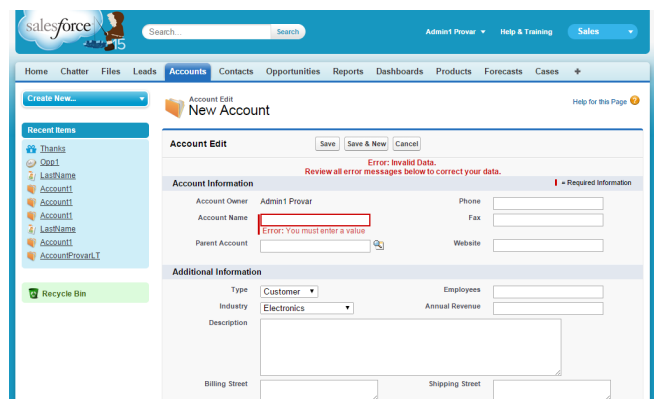 salesforce
15
Search...
Search
Admin1 Provar
Help & Training
Sales
Home Chatter Files Leads Accounts Contacts Opportunities Reports Dashboards Products Forecasts Cases +
Create New...
Account Edit
New Account
Help for this Page ?
Recent Items
Thanks
Opp1
LastName
Account1
Account1
Account1
LastName
Account1
AccountProvarLT
Recycle Bin
Account Edit
Save Save & New Cancel
Error: Invalid Data.
Review all error messages below to correct your data.
Account Information
= Required Information
Account Owner Admin1 Provar Phone
Account Name Fax
Error: You must enter a value
Parent Account Website
Additional Information
Type Customer Employees
Industry Electronics Annual Revenue
Description
Billing Street Shipping Street